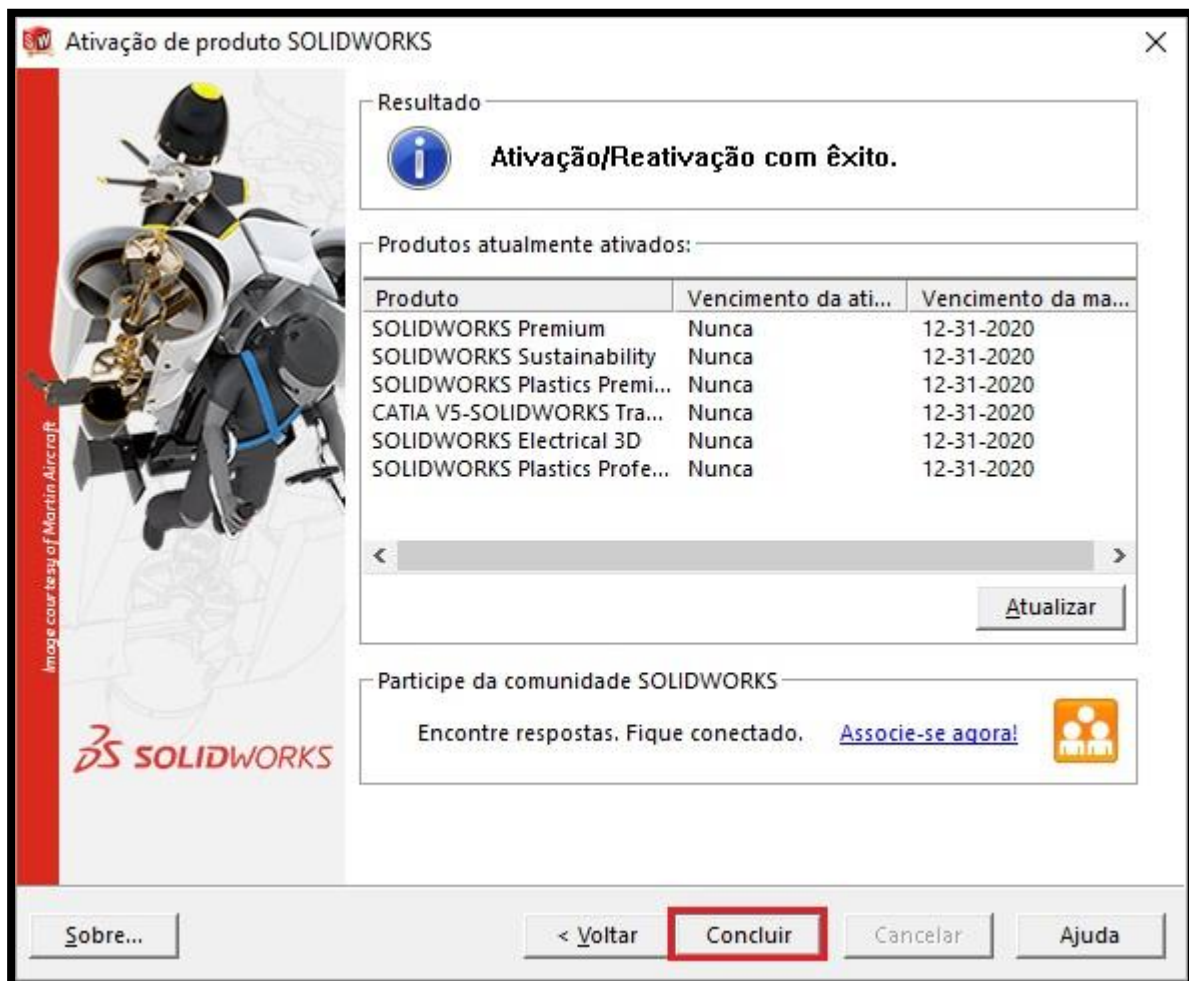 Ativação de produto SOLIDWORKS
Resultado
Ativação/Reativação com êxito.
Produtos atualmente ativados:
Produto Vencimento da ati... Vencimento da ma...
SOLIDWORKS Premium Nunca 12-31-2020
SOLIDWORKS Sustainability Nunca 12-31-2020
SOLIDWORKS Plastics Premi... Nunca 12-31-2020
CATIA V5-SOLIDWORKS Tra... Nunca 12-31-2020
SOLIDWORKS Electrical 3D Nunca 12-31-2020
SOLIDWORKS Plastics Profe... Nunca 12-31-2020
Atualizar
Participe da comunidade SOLIDWORKS
Encontre respostas. Fique conectado. Associe-se agora!
Image courtesy of Martin Aircraft
SOLIDWORKS
Sobre... < Voltar Concluir Cancelar Ajuda